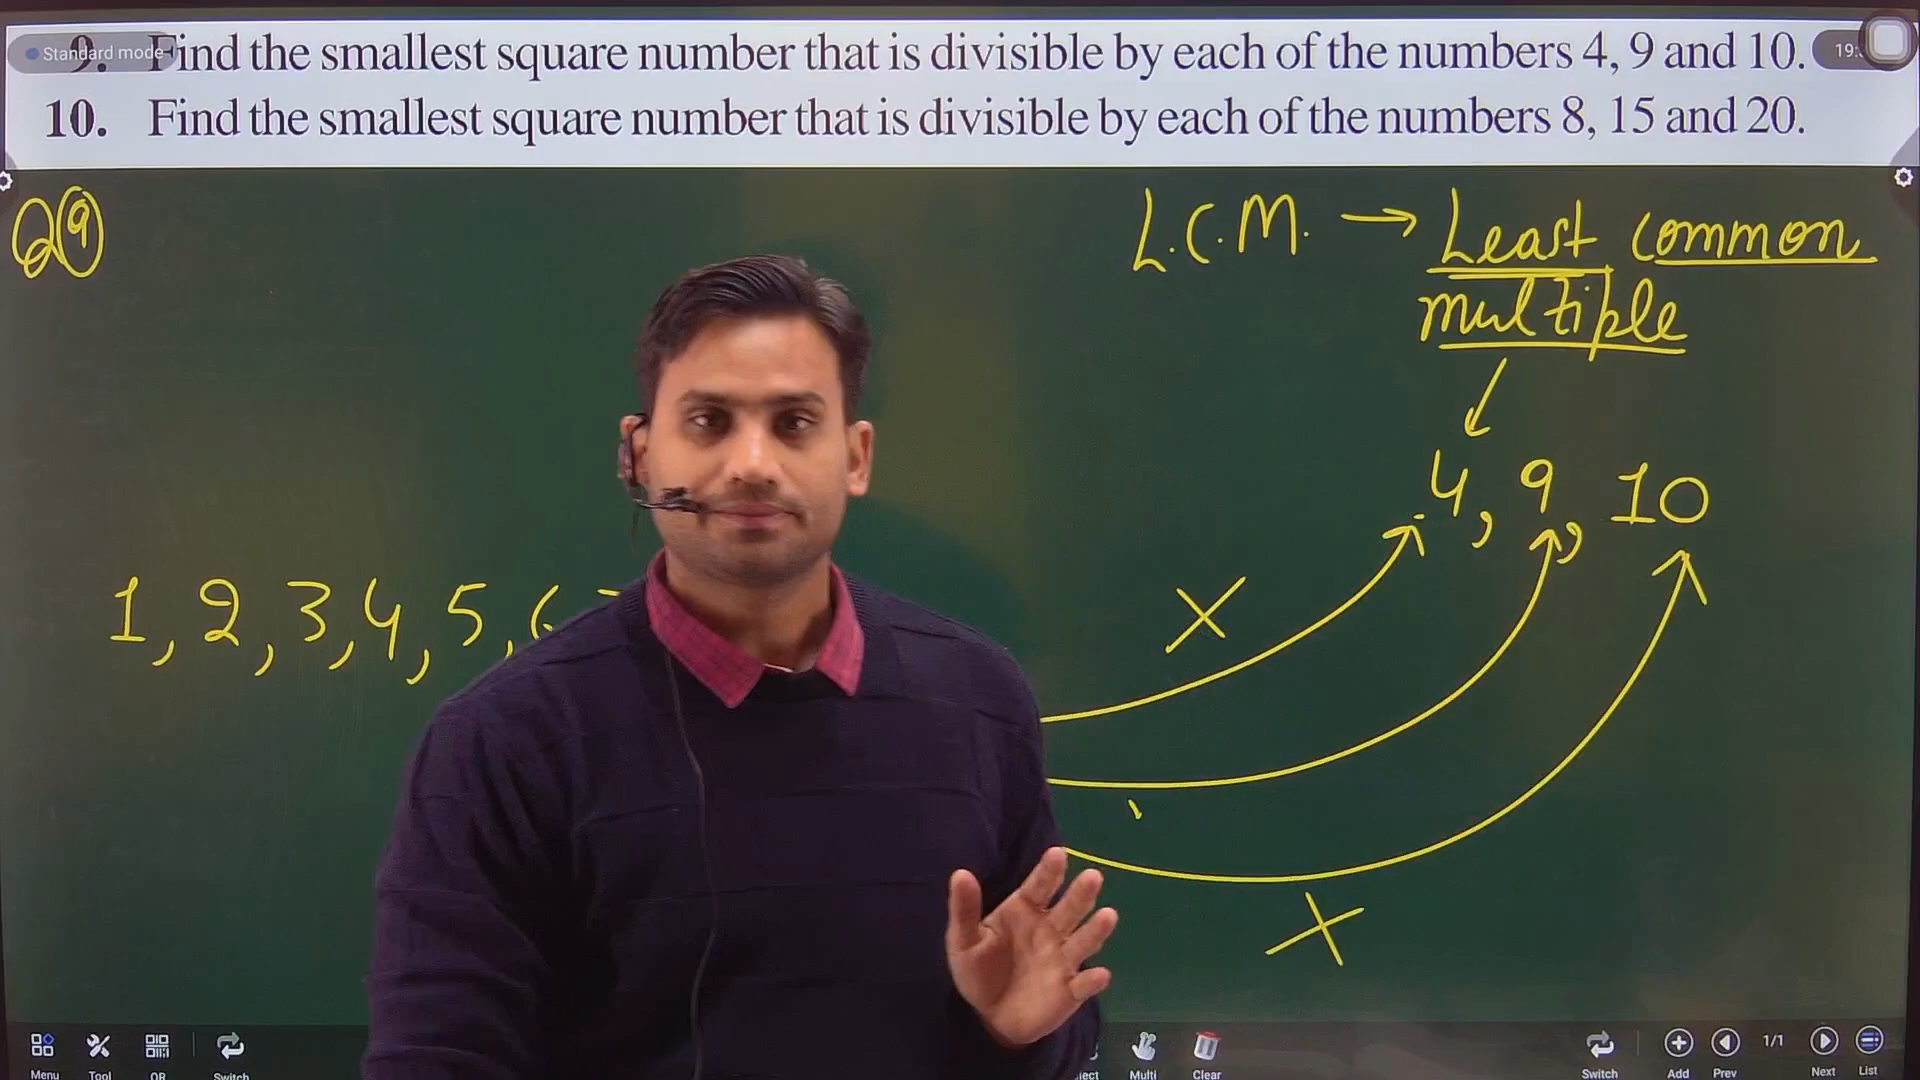 Standard mode
9. Find the smallest square number that is divisible by each of the numbers 4, 9 and 10.
19:
10. Find the smallest square number that is divisible by each of the numbers 8, 15 and 20.
Q9
L.C.M. → Least common
multiple
4, 9, 10
1, 2, 3, 4, 5, 6
X
X
Menu Tool QR Switch Multi Clear Switch Add Prev 1/1 Next List